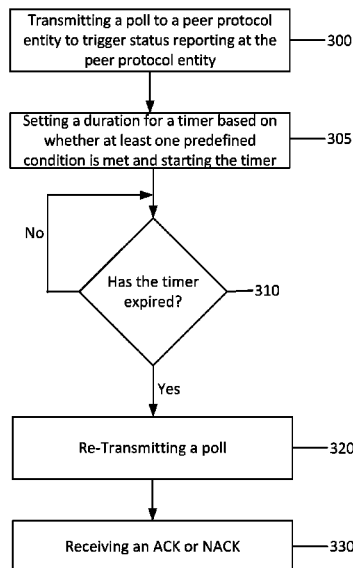 Transmitting a poll to a peer protocol
entity to trigger status reporting at the
peer protocol entity
300
Setting a duration for a timer based on
whether at least one predefined
condition is met and starting the timer
305
No
Has the timer
expired?
310
Yes
Re-Transmitting a poll
320
Receiving an ACK or NACK
330